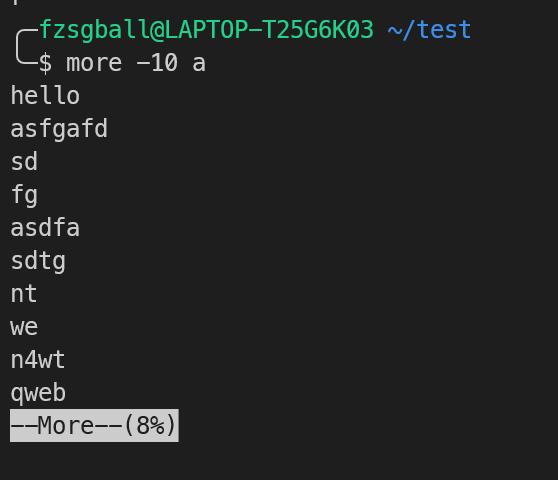 fzsgball@LAPTOP-T25G6K03 ~/test
$ more -10 a
hello
asfgafd
sd
fg
asdfa
sdtg
nt
we
n4wt
qweb
--More--(8%)